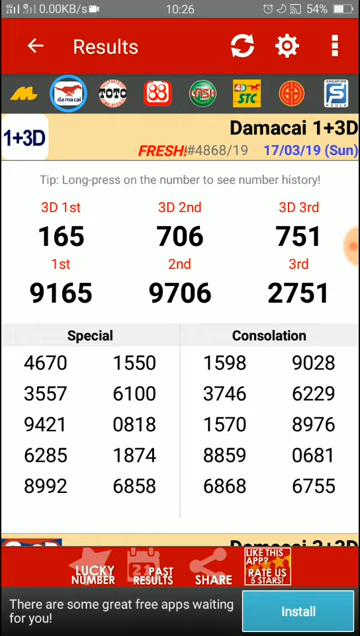 0.00KB/s 10:26 54%
Results
damacai TOTO 88 CASH 4D STC
1+3D Damacai 1+3D
FRESH!#4868/19 17/03/19 (Sun)
Tip: Long-press on the number to see number history!
3D 1st 3D 2nd 3D 3rd
165 706 751
1st 2nd 3rd
9165 9706 2751
Special Consolation
4670 1550 1598 9028
3557 6100 3746 6229
9421 0818 1570 8976
6285 1874 8859 0681
8992 6858 6868 6755
LUCKY NUMBER
21 PAST RESULTS
SHARE
LIKE THIS APP? RATE US 5 STARS!
There are some great free apps waiting
for you!
Install